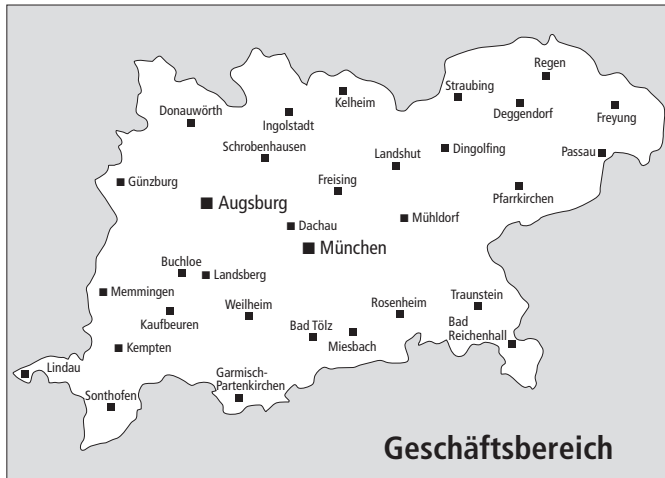 Regen
Straubing
Kelheim
Donauwörth
Ingolstadt
Deggendorf
Freyung
Schrobenhausen
Landshut
Dingolfing
Passau
Günzburg
Freising
Pfarrkirchen
Augsburg
Dachau
Mühldorf
München
Buchloe
Landsberg
Memmingen
Kaufbeuren
Weilheim
Rosenheim
Traunstein
Bad Tölz
Miesbach
Bad
Reichenhall
Kempten
Lindau
Garmisch-
Partenkirchen
Sonthofen
Geschäftsbereich